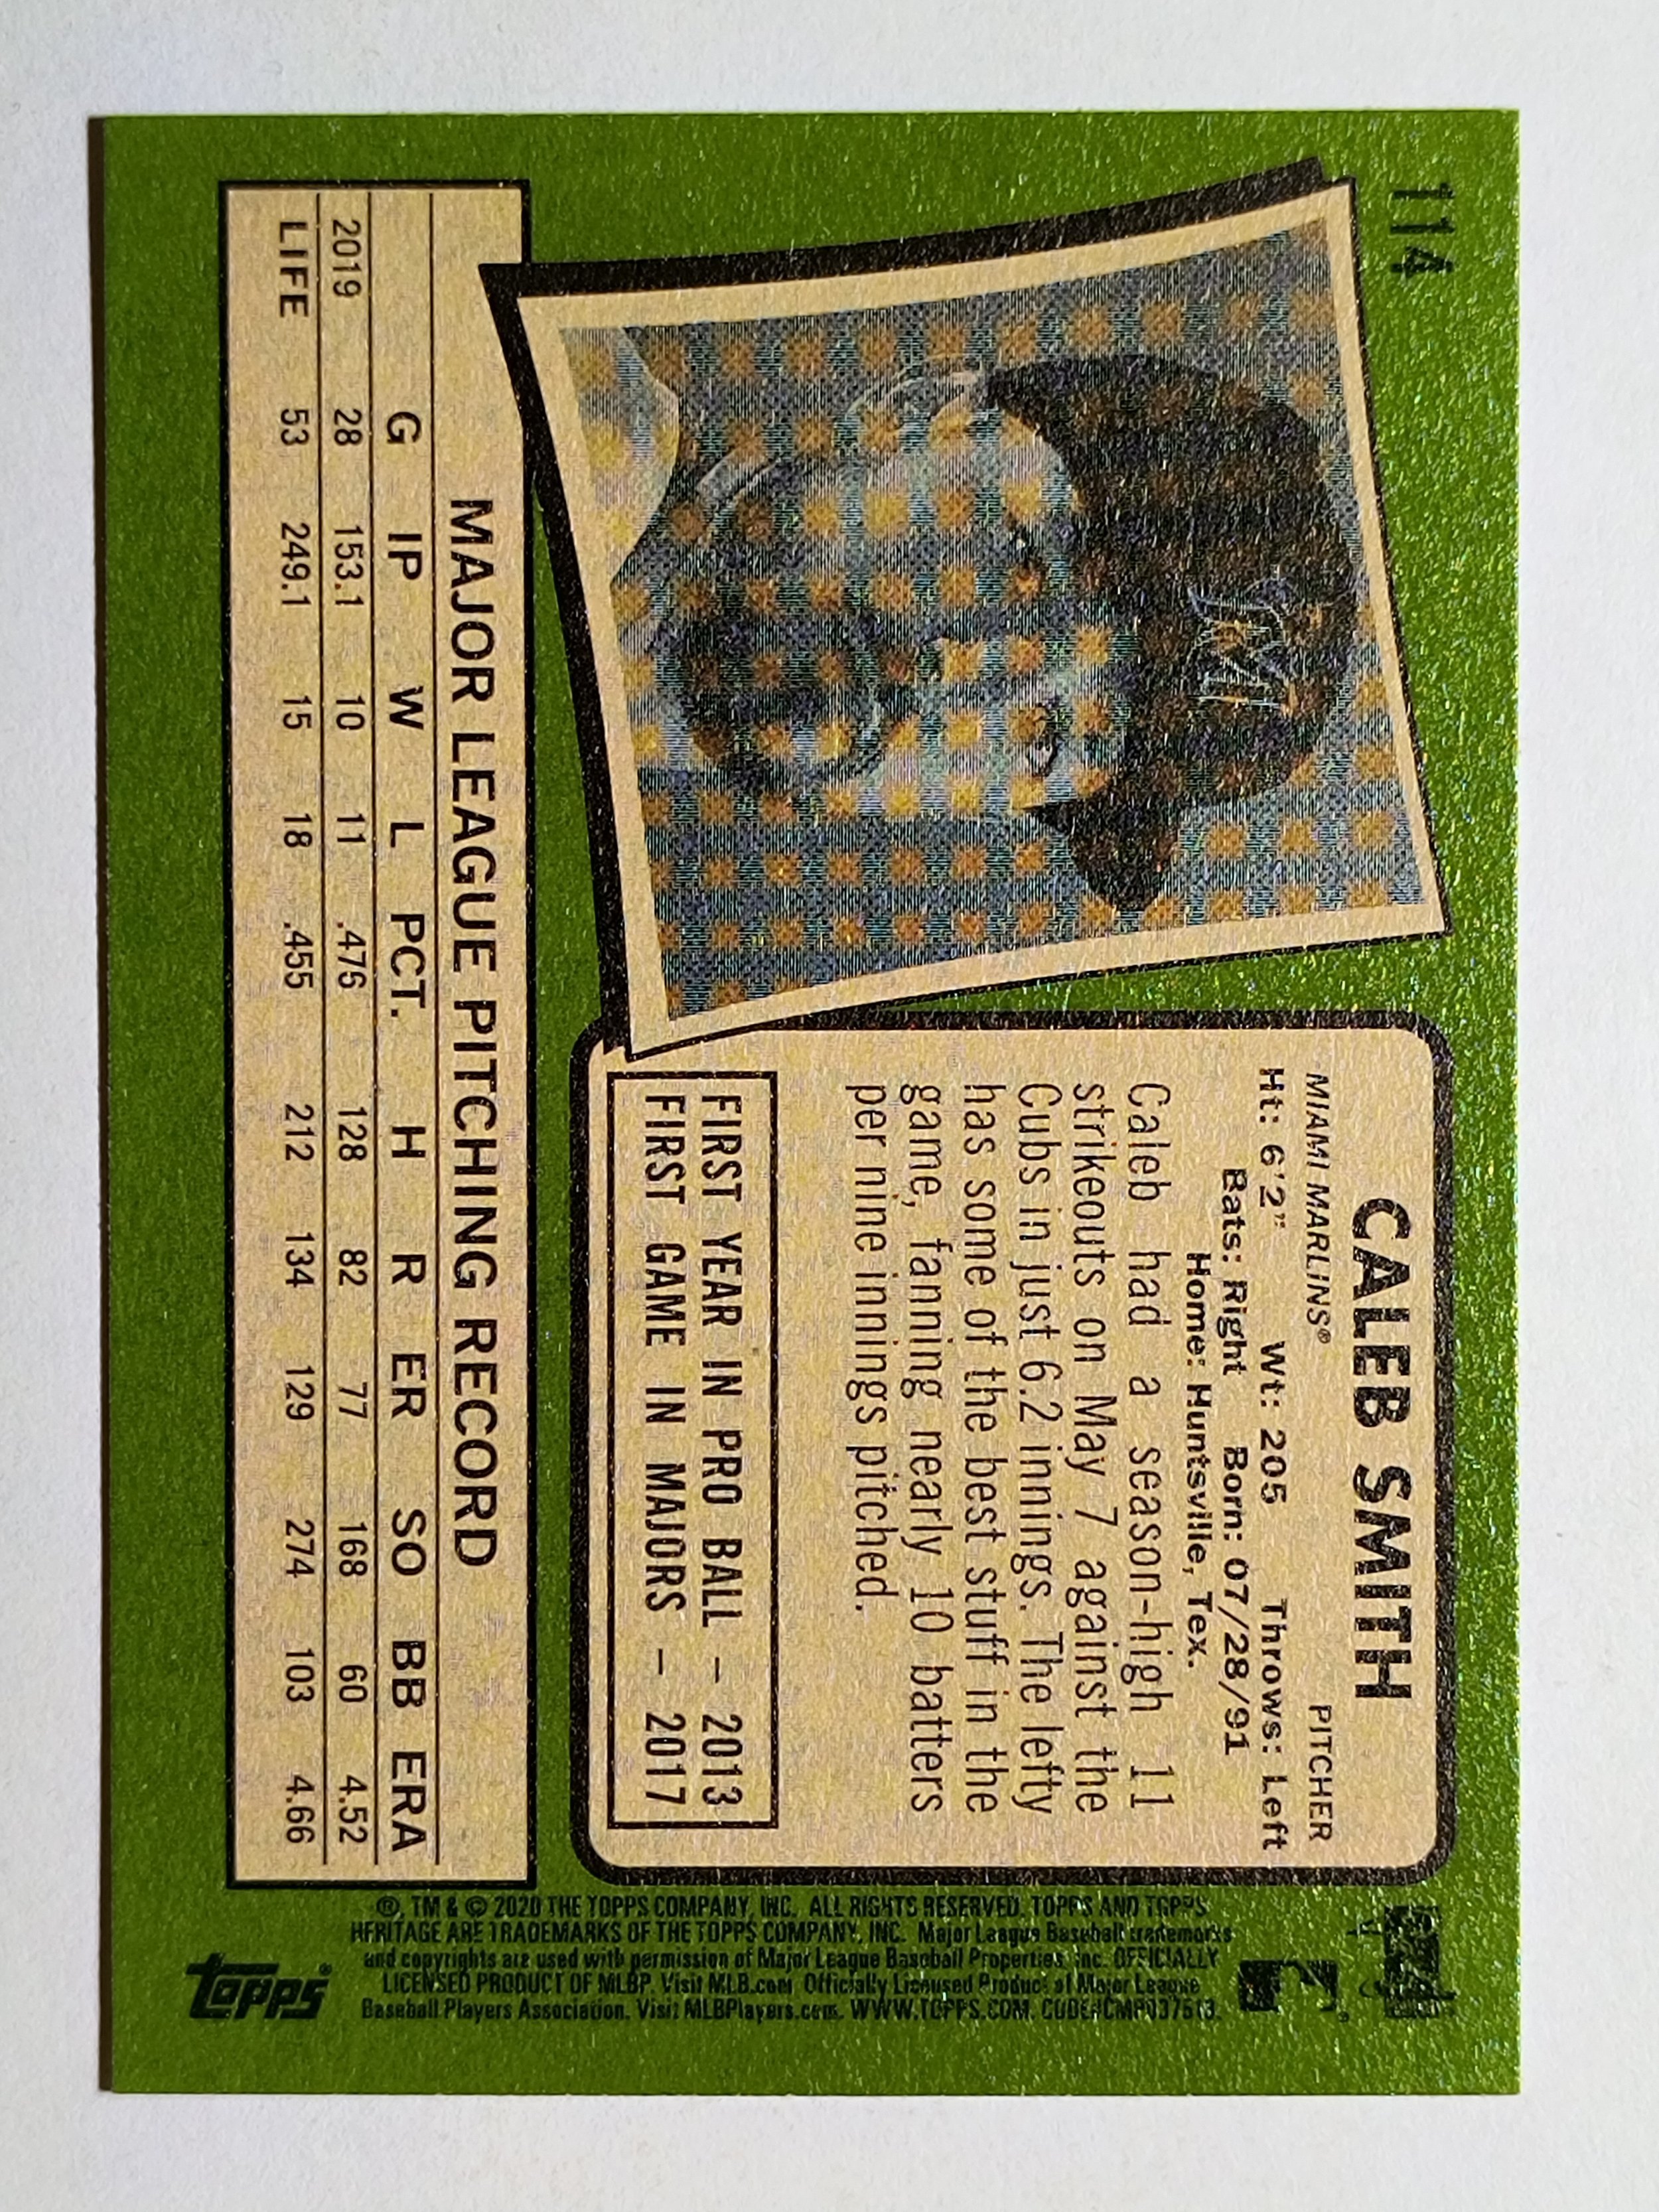 114
CALEB SMITH
MIAMI MARLINS® PITCHER
Ht: 6'2" Wt: 205 Throws: Left
Bats: Right Born: 07/28/91
Home: Huntsville, Tex.
Caleb had a season-high 11
strikeouts on May 7 against the
Cubs in just 6.2 innings. The lefty
has some of the best stuff in the
game, fanning nearly 10 batters
per nine innings pitched.
FIRST YEAR IN PRO BALL – 2013
FIRST GAME IN MAJORS – 2017
MAJOR LEAGUE PITCHING RECORD
G IP W L PCT. H R ER SO BB ERA
2019 28 153.1 10 11 .476 128 82 77 168 60 4.52
LIFE 53 249.1 15 18 .455 212 134 129 274 103 4.66
®, TM & © 2020 THE TOPPS COMPANY, INC. ALL RIGHTS RESERVED. TOPPS AND TOPPS
HERITAGE ARE TRADEMARKS OF THE TOPPS COMPANY, INC. Major League Baseball trademarks
and copyrights are used with permission of Major League Baseball Properties, Inc. OFFICIALLY
LICENSED PRODUCT OF MLBP. Visit MLB.com Officially Licensed Product of Major League
Baseball Players Association. Visit MLBPlayers.com. WWW.TOPPS.COM. CODE#CMP037613.
topps®